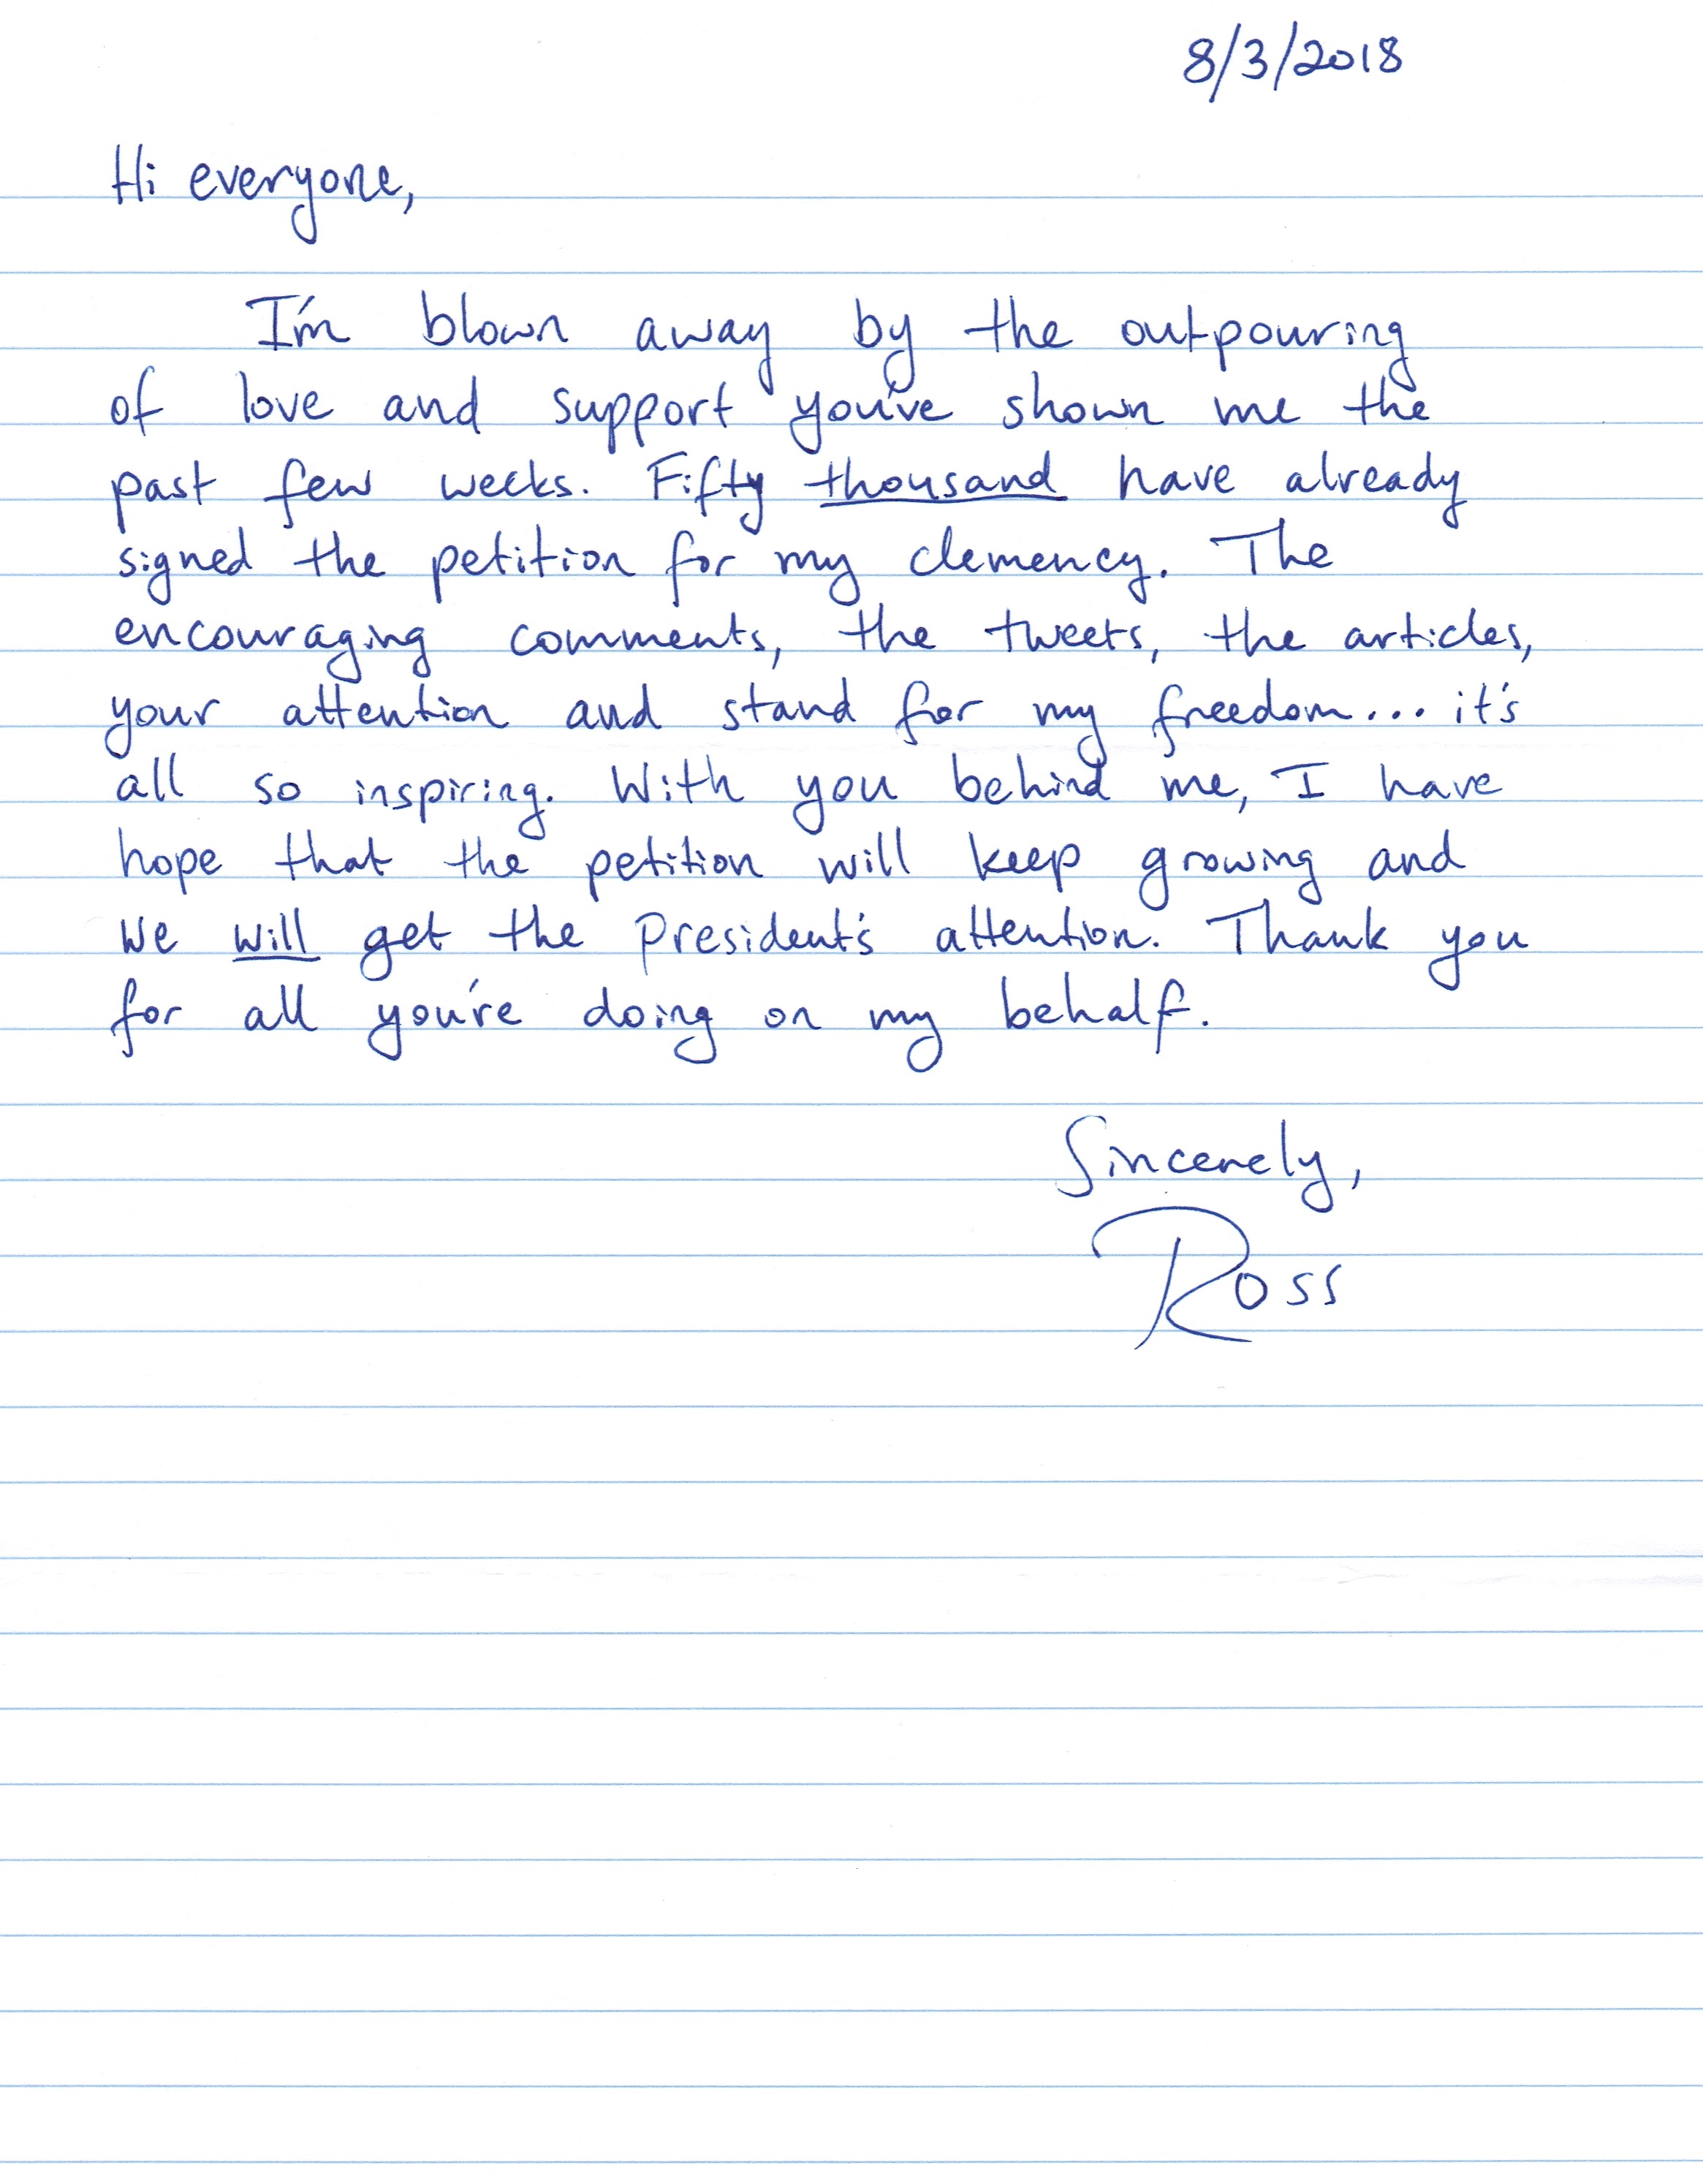 8/3/2018
Hi everyone,
I'm blown away by the outpouring
of love and support you've shown me the
past few weeks. Fifty thousand have already
signed the petition for my clemency. The
encouraging comments, the tweets, the articles,
your attention and stand for my freedom... it's
all so inspiring. With you behind me, I have
hope that the petition will keep growing and
we will get the President's attention. Thank you
for all you're doing on my behalf.
Sincerely,
Ross